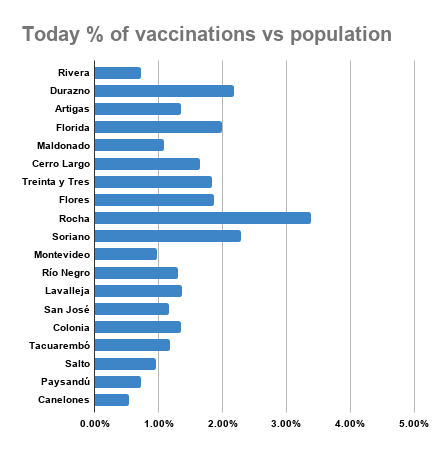 Today % of vaccinations vs population
Rivera
Durazno
Artigas
Florida
Maldonado
Cerro Largo
Treinta y Tres
Flores
Rocha
Soriano
Montevideo
Río Negro
Lavalleja
San José
Colonia
Tacuarembó
Salto
Paysandú
Canelones
0.00% 1.00% 2.00% 3.00% 4.00% 5.00%